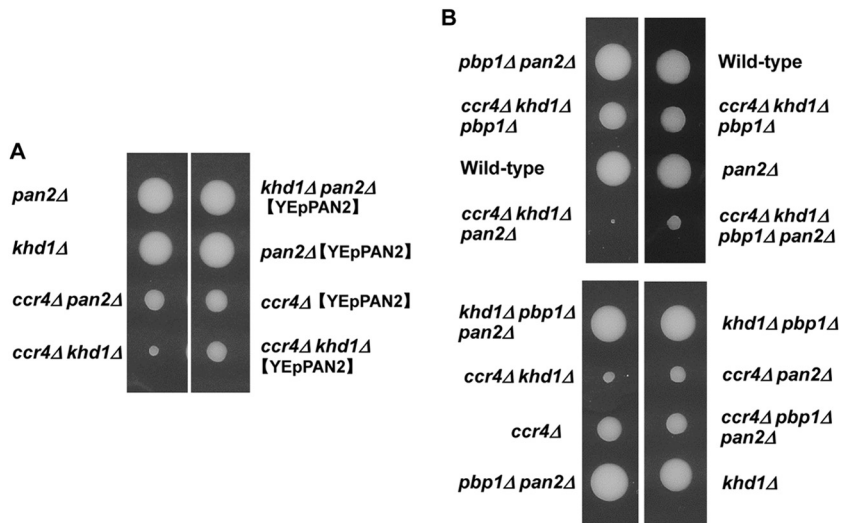 A
pan2Δ
khd1Δ
ccr4Δ pan2Δ
ccr4Δ khd1Δ
khd1Δ pan2Δ
【YEpPAN2】
pan2Δ【YEpPAN2】
ccr4Δ【YEpPAN2】
ccr4Δ khd1Δ
【YEpPAN2】
B
pbp1Δ pan2Δ
ccr4Δ khd1Δ
pbp1Δ
Wild-type
ccr4Δ khd1Δ
pan2Δ
Wild-type
ccr4Δ khd1Δ
pbp1Δ
pan2Δ
ccr4Δ khd1Δ
pbp1Δ pan2Δ
khd1Δ pbp1Δ
pan2Δ
ccr4Δ khd1Δ
ccr4Δ
pbp1Δ pan2Δ
khd1Δ pbp1Δ
ccr4Δ pan2Δ
ccr4Δ pbp1Δ
pan2Δ
khd1Δ